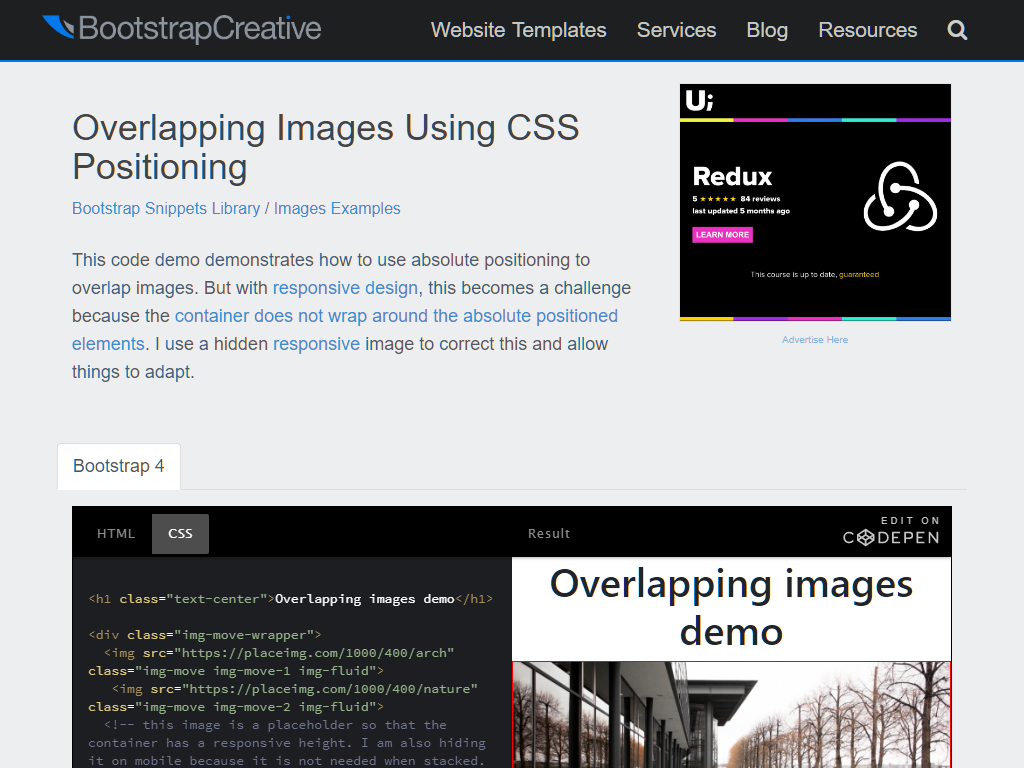 BootstrapCreative
Website Templates Services Blog Resources
Overlapping Images Using CSS
Positioning
Bootstrap Snippets Library / Images Examples
This code demo demonstrates how to use absolute positioning to
overlap images. But with responsive design, this becomes a challenge
because the container does not wrap around the absolute positioned
elements. I use a hidden responsive image to correct this and allow
things to adapt.
U;
Redux
5 ★★★★★ 84 reviews
last updated 5 months ago
LEARN MORE
This course is up to date, guaranteed
Advertise Here
Bootstrap 4
HTML CSS Result
EDIT ON
CODEPEN
<h1 class="text-center">Overlapping images demo</h1>
<div class="img-move-wrapper">
<img src="https://placeimg.com/1000/400/arch"
class="img-move img-move-1 img-fluid">
<img src="https://placeimg.com/1000/400/nature"
class="img-move img-move-2 img-fluid">
<!-- this image is a placeholder so that the
container has a responsive height. I am also hiding
it on mobile because it is not needed when stacked.
Overlapping images
demo